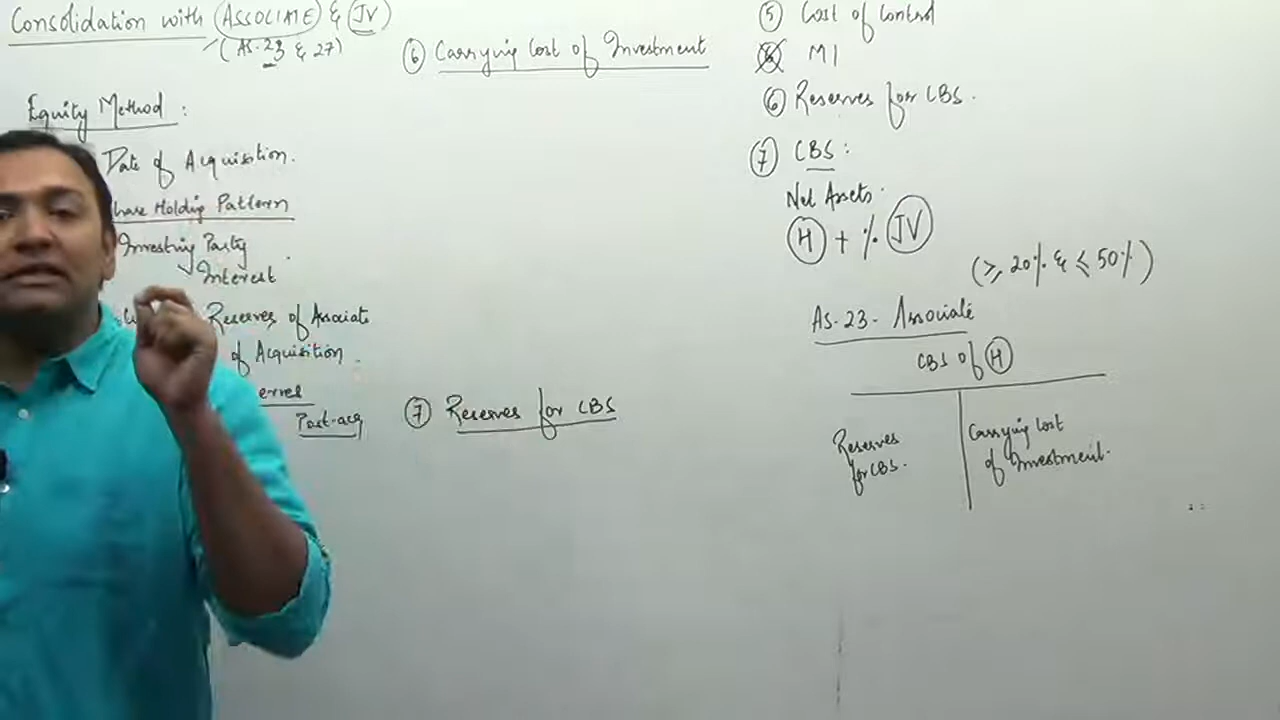 Consolidation with (ASSOCIATE) & (JV)
(AS-23 & 27)
Equity Method :
Date of Acquisition.
hare Holding Pattern
Investing Party
Interest
Reserves of Associate
of Acquisition.
erves
Post-acq
(6) Carrying Cost of Investment
(7) Reserves for CBS
(5) Cost of Control
MI
(6) Reserves for CBS.
(7) CBS:
Net Assets.
(H) + % (JV)
(≥ 20% & ≤ 50%)
AS-23- Associate
CBS of (H)
Reserves
for CBS.
Carrying Cost
of Investment.